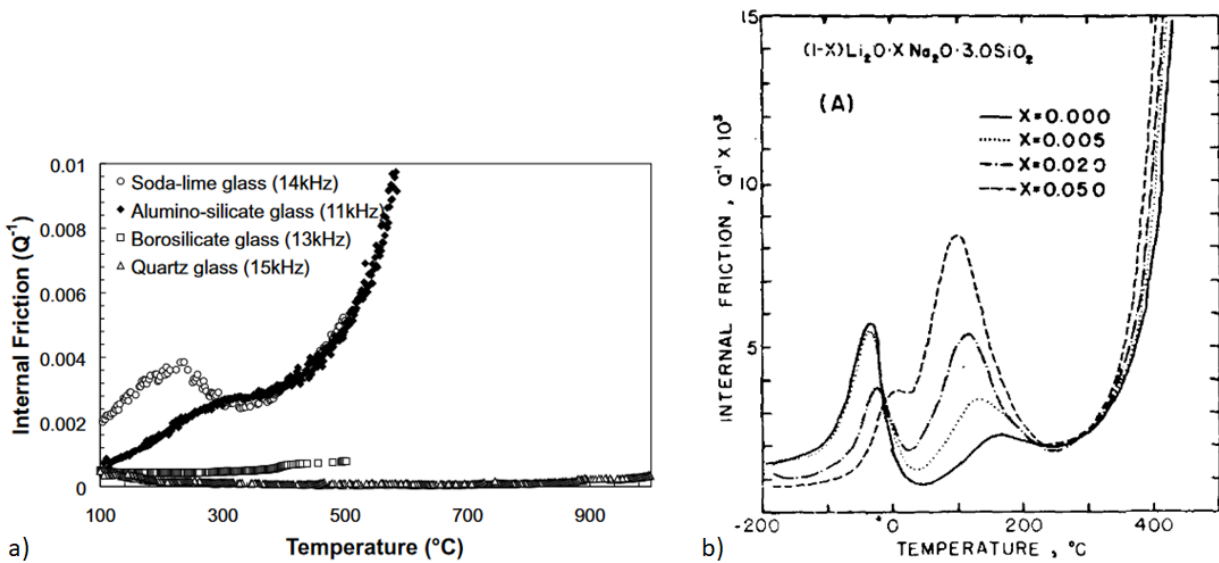 0.01
0.008
0.006
0.004
0.002
0
Internal Friction (Q⁻¹)
○ Soda-lime glass (14kHz)
◆ Alumino-silicate glass (11kHz)
□ Borosilicate glass (13kHz)
△ Quartz glass (15kHz)
100 300 500 700 900
Temperature (°C)
a)
15
10
5
INTERNAL FRICTION, Q⁻¹ X 10³
(1-X)Li₂O·X Na₂O·3.0SiO₂
(A)
X=0.000
X=0.005
X=0.020
X=0.050
-200 0 200 400
TEMPERATURE, °C
b)